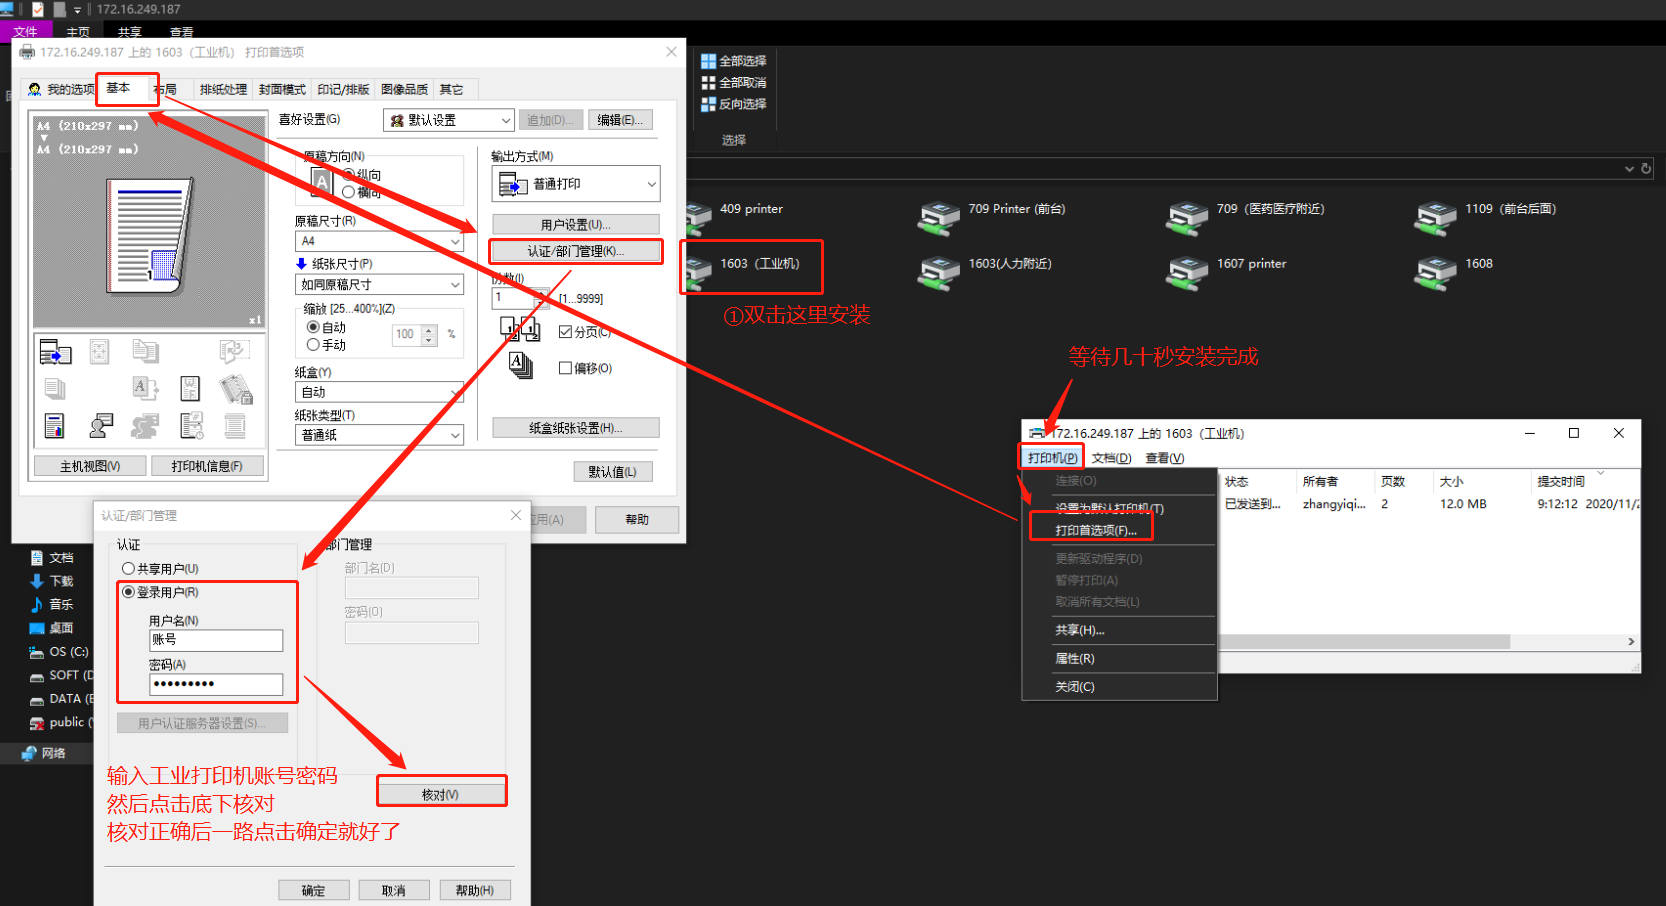 172.16.249.187
文件 主页 共享 查看
172.16.249.187 上的 1603（工业机） 打印首选项
我的选项 基本 布局 排纸处理 封面模式 印记/排版 图像品质 其它
A4 (210x297 mm)
A4 (210x297 mm)
x1
主机视图(V) 打印机信息(F)
喜好设置(G) 默认设置 追加(D)... 编辑(E)...
原稿方向(N)
纵向
横向
原稿尺寸(R)
A4
纸张尺寸(P)
如同原稿尺寸
缩放 [25...400%](Z)
自动
手动
100 %
纸盒(Y)
自动
纸张类型(T)
普通纸
输出方式(M)
普通打印
用户设置(U)...
认证/部门管理(K)...
份数(I)
1 [1...9999]
分页(C)
偏移(O)
纸盒纸张设置(H)...
默认值(L)
应用(A) 帮助
全部选择
全部取消
反向选择
选择
409 printer
709 Printer (前台)
709（医药医疗附近）
1109（前台后面）
1603（工业机）
1603(人力附近)
1607 printer
1608
①双击这里安装
等待几十秒安装完成
172.16.249.187 上的 1603（工业机）
打印机(P) 文档(D) 查看(V)
连接(O)
设置为默认打印机(T)
打印首选项(F)...
更新驱动程序(D)
暂停打印(A)
取消所有文档(L)
共享(H)...
属性(R)
关闭(C)
状态 所有者 页数 大小 提交时间
已发送到... zhangyiqi... 2 12.0 MB 9:12:12 2020/11/2
文档
下载
音乐
桌面
OS (C:)
SOFT (D
DATA (E
public (
网络
认证/部门管理
认证
共享用户(U)
登录用户(R)
用户名(N)
账号
密码(A)
•••••••••
用户认证服务器设置(S)...
部门管理
部门名(D)
密码(O)
核对(V)
输入工业打印机账号密码
然后点击底下核对
核对正确后一路点击确定就好了
确定 取消 帮助(H)